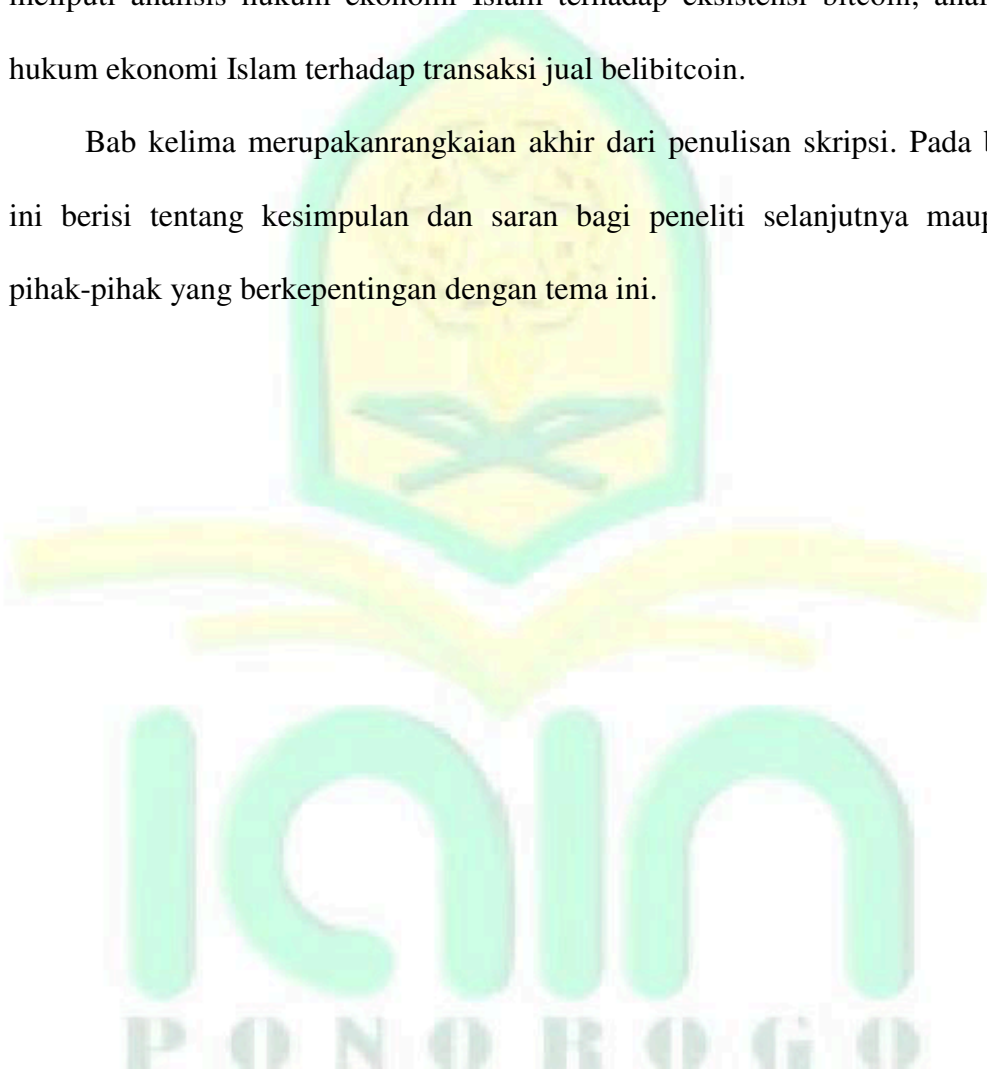 meliputi analisis hukum ekonomi Islam terhadap eksistensi bitcoin,
hukum ekonomi Islam terhadap transaksi jual belibitcoin.
Bab kelima merupakanrangkaian akhir dari penulisan skripsi. Pada
ini berisi tentang kesimpulan dan saran bagi peneliti selanjutnya
pihak-pihak yang berkepentingan dengan tema ini.
IAIN
PONOROGO